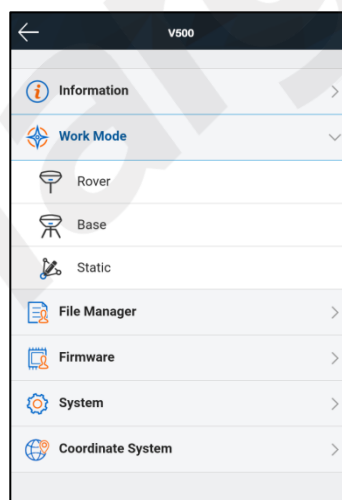 V500
Information
Work Mode
Rover
Base
Static
File Manager
Firmware
System
Coordinate System